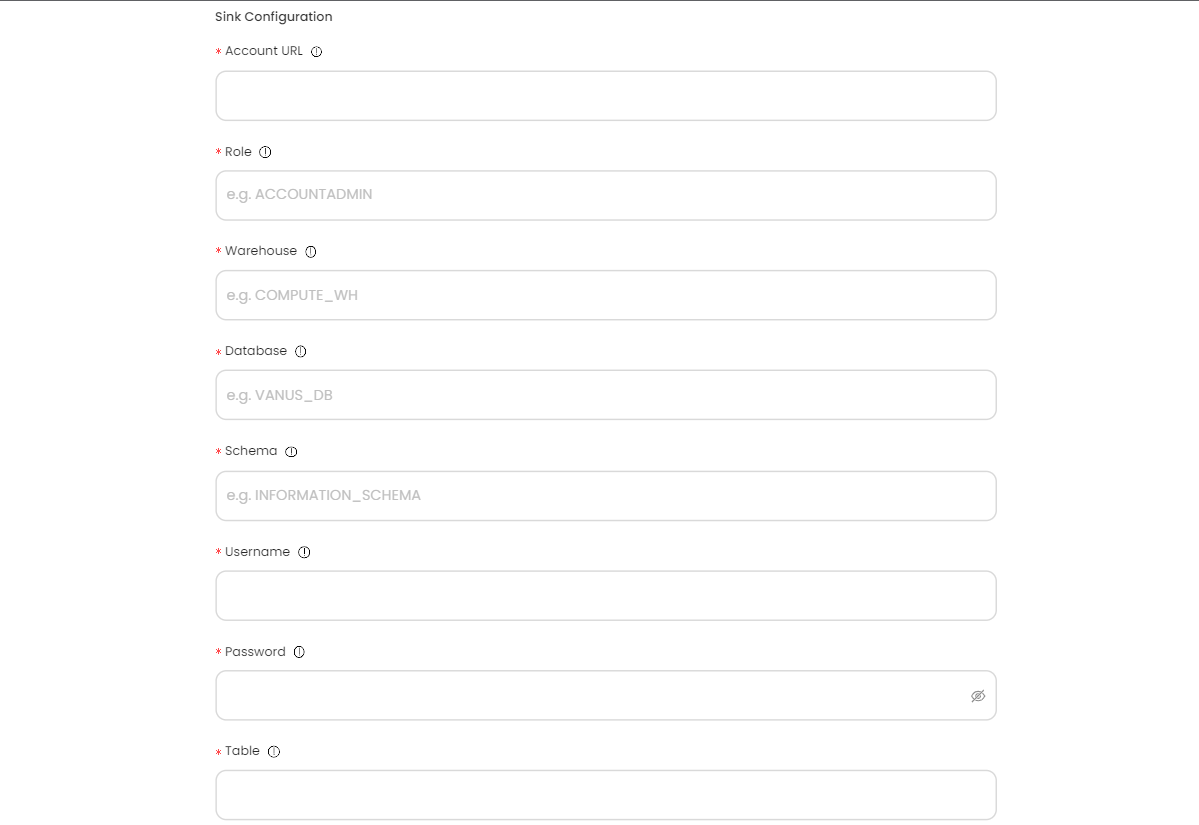 Sink Configuration
* Account URL
* Role
e.g. ACCOUNTADMIN
* Warehouse
e.g. COMPUTE_WH
* Database
e.g. VANUS_DB
* Schema
e.g. INFORMATION_SCHEMA
* Username
* Password
* Table